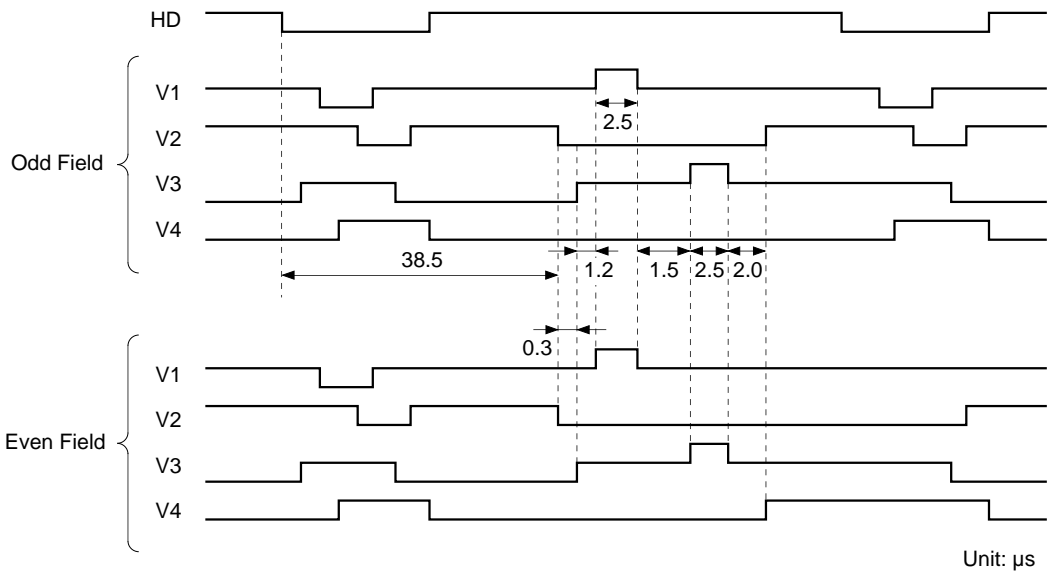 HD
V1
2.5
V2
Odd Field
V3
V4
38.5
1.2
1.5
2.5
2.0
0.3
V1
V2
Even Field
V3
V4
Unit: μs